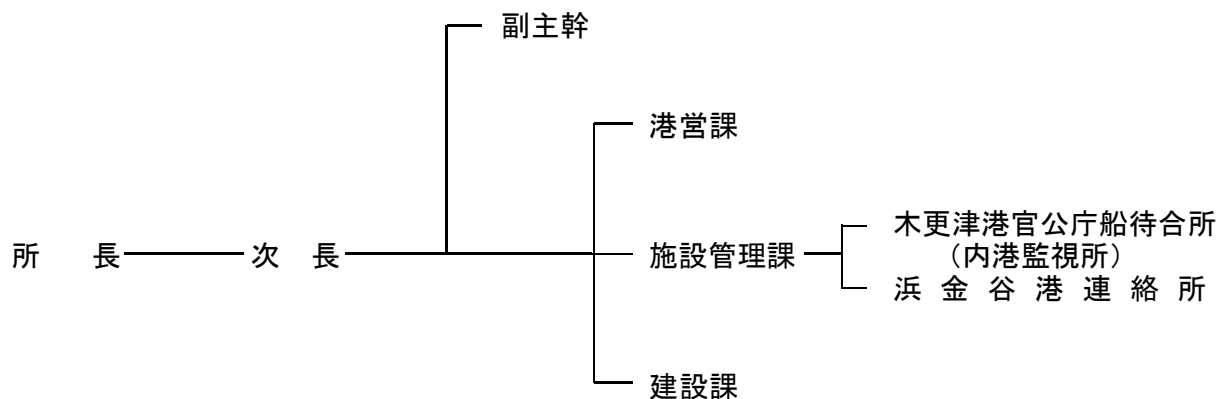 副主幹
港営課
所　長　次　長　施設管理課　木更津港官公庁船待合所
（内港監視所）
浜金谷港連絡所
建設課